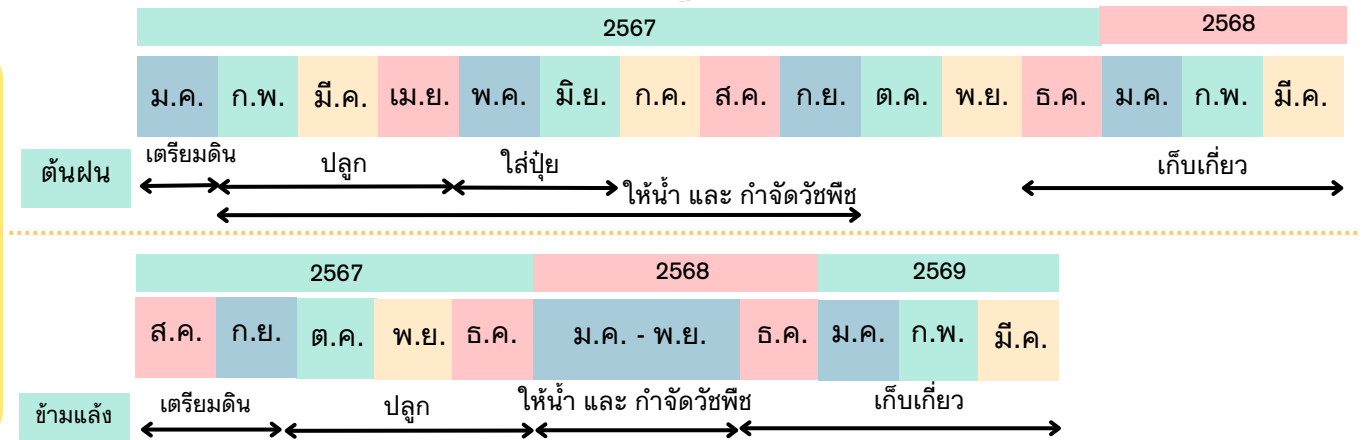 2567 2568
ม.ค. ก.พ. มี.ค. เม.ย. พ.ค. มิ.ย. ก.ค. ส.ค. ก.ย. ต.ค. พ.ย. ธ.ค. ม.ค. ก.พ. มี.ค.
ต้นฝน เตรียมดิน ปลูก ใส่ปุ๋ย เก็บเกี่ยว
ให้น้ำ และ กำจัดวัชพืช
2567 2568 2569
ส.ค. ก.ย. ต.ค. พ.ย. ธ.ค. ม.ค. - พ.ย. ธ.ค. ม.ค. ก.พ. มี.ค.
ข้ามแล้ง เตรียมดิน ปลูก ให้น้ำ และ กำจัดวัชพืช เก็บเกี่ยว